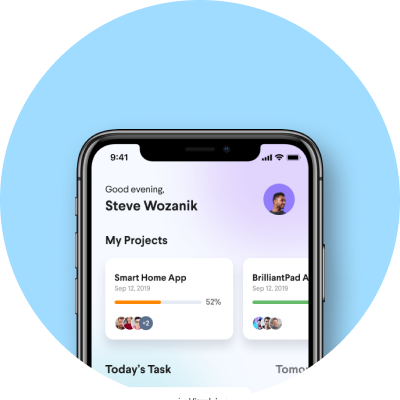 9:41
Good evening,
Steve Wozanik
My Projects
Smart Home App
Sep 12, 2019
52%
+2
BrilliantPad A
Sep 12, 2019
Today's Task
Tomo